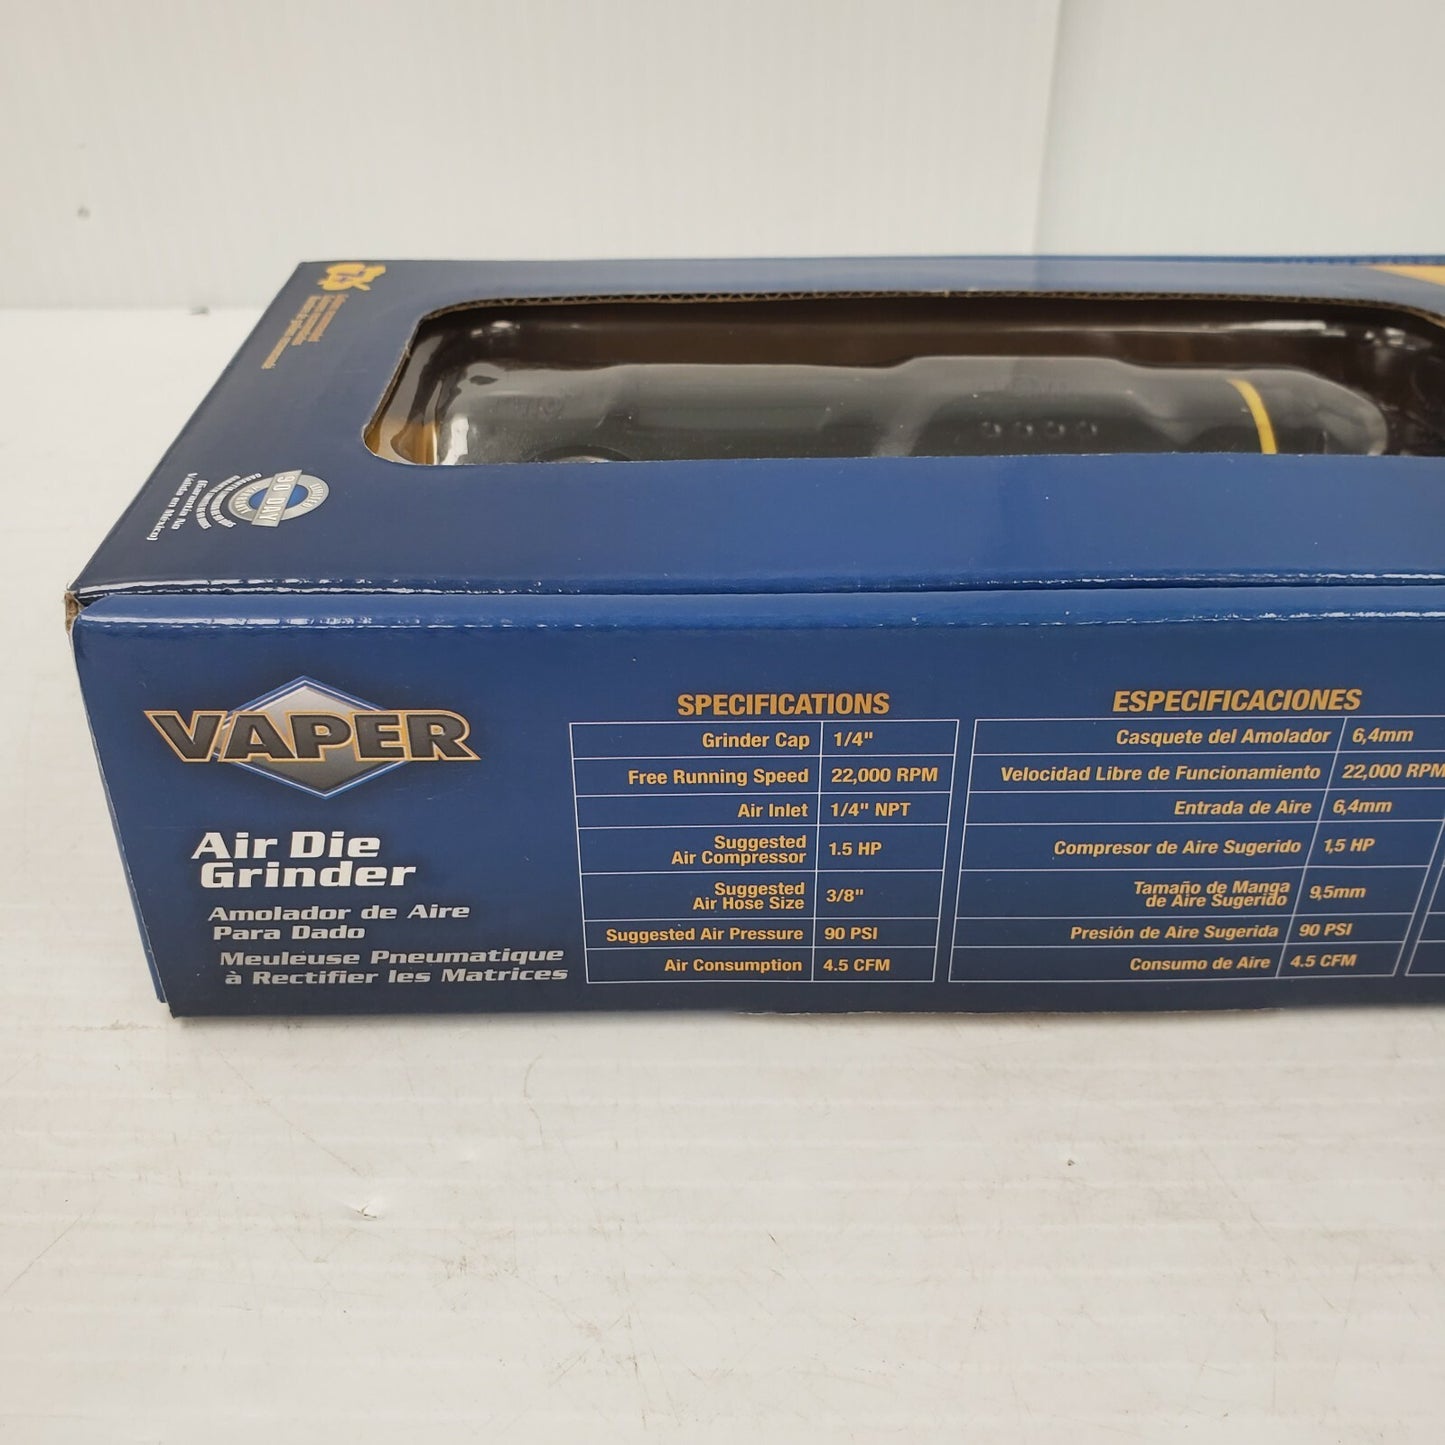 90 DAY
VAPER
Air Die
Grinder
Amolador de Aire
Para Dado
Meuleuse Pneumatique
à Rectifier les Matrices
SPECIFICATIONS
Grinder Cap 1/4"
Free Running Speed 22,000 RPM
Air Inlet 1/4" NPT
Suggested
Air Compressor 1.5 HP
Suggested
Air Hose Size 3/8"
Suggested Air Pressure 90 PSI
Air Consumption 4.5 CFM
ESPECIFICACIONES
Casquete del Amolador 6,4mm
Velocidad Libre de Funcionamiento 22,000 RPM
Entrada de Aire 6,4mm
Compresor de Aire Sugerido 1,5 HP
Tamaño de Manga
de Aire Sugerido 9,5mm
Presión de Aire Sugerida 90 PSI
Consumo de Aire 4.5 CFM